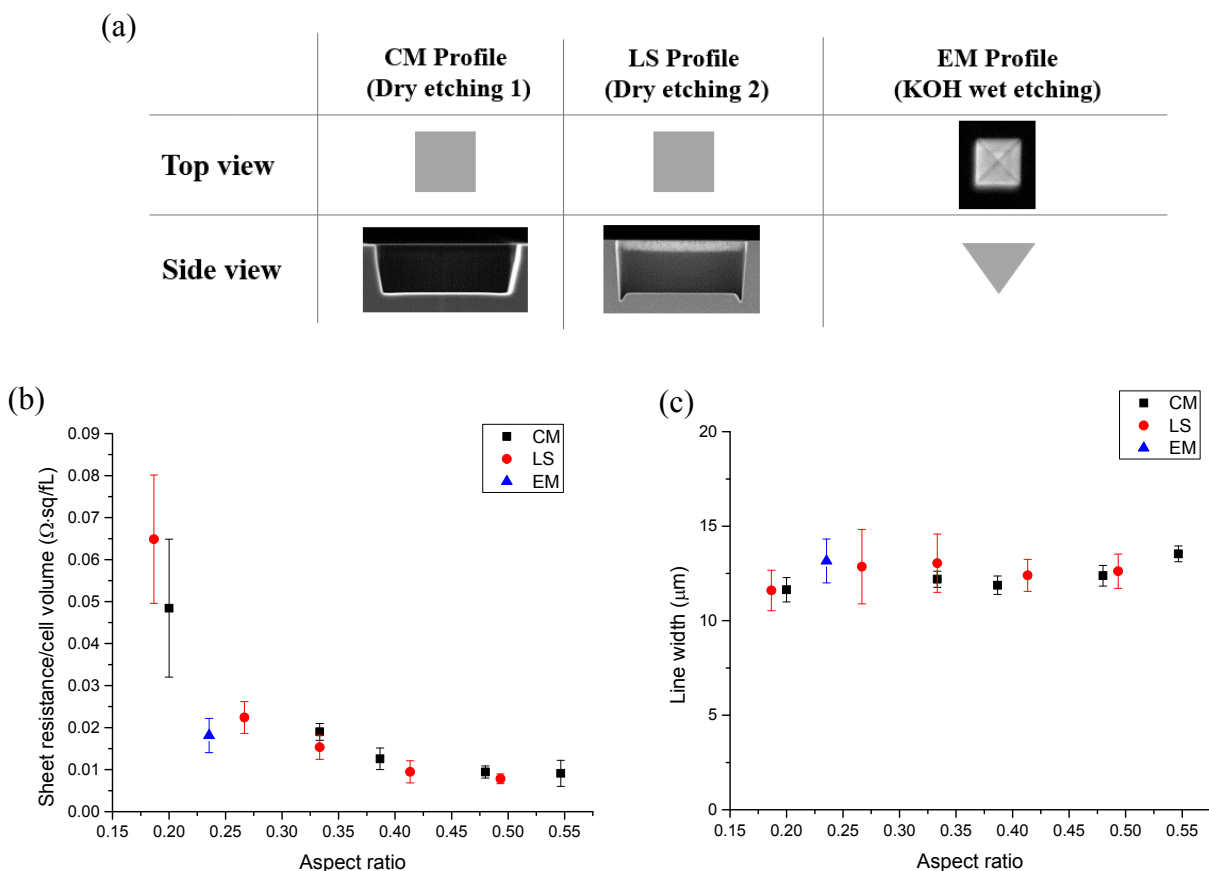 (a)
CM Profile
(Dry etching 1)
LS Profile
(Dry etching 2)
EM Profile
(KOH wet etching)
Top view
Side view
(b)
CM
LS
EM
0.09
0.08
0.07
0.06
0.05
0.04
0.03
0.02
0.01
0.00
Sheet resistance/cell volume (Ω·sq/fL)
0.15 0.20 0.25 0.30 0.35 0.40 0.45 0.50 0.55
Aspect ratio
(c)
CM
LS
EM
20
15
10
5
0
Line width (μm)
0.15 0.20 0.25 0.30 0.35 0.40 0.45 0.50 0.55
Aspect ratio